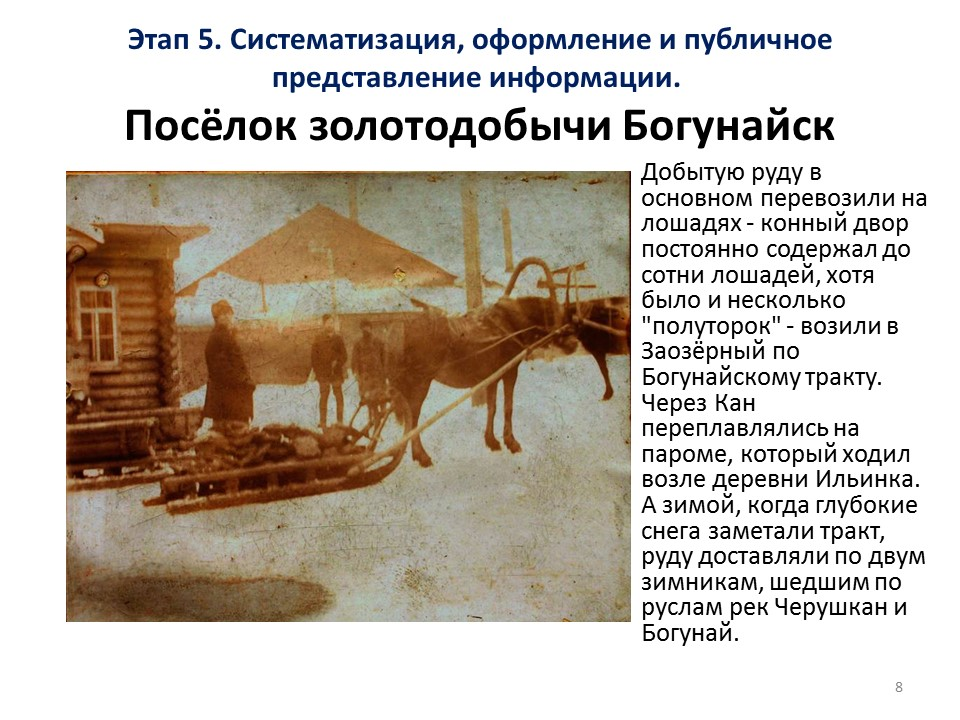 Этап 5. Систематизация, оформление и публичное
представление информации.
Посёлок золотодобычи Богунайск
Добытую руду в
основном перевозили на
лошадях - конный двор
постоянно содержал до
сотни лошадей, хотя
было и несколько
"полуторок" - возили в
Заозёрный по
Богунайскому тракту.
Через Кан
переплавлялись на
пароме, который ходил
возле деревни Ильинка.
А зимой, когда глубокие
снега заметали тракт,
руду доставляли по двум
зимникам, шедшим по
руслам рек Черушкан и
Богунай.
8